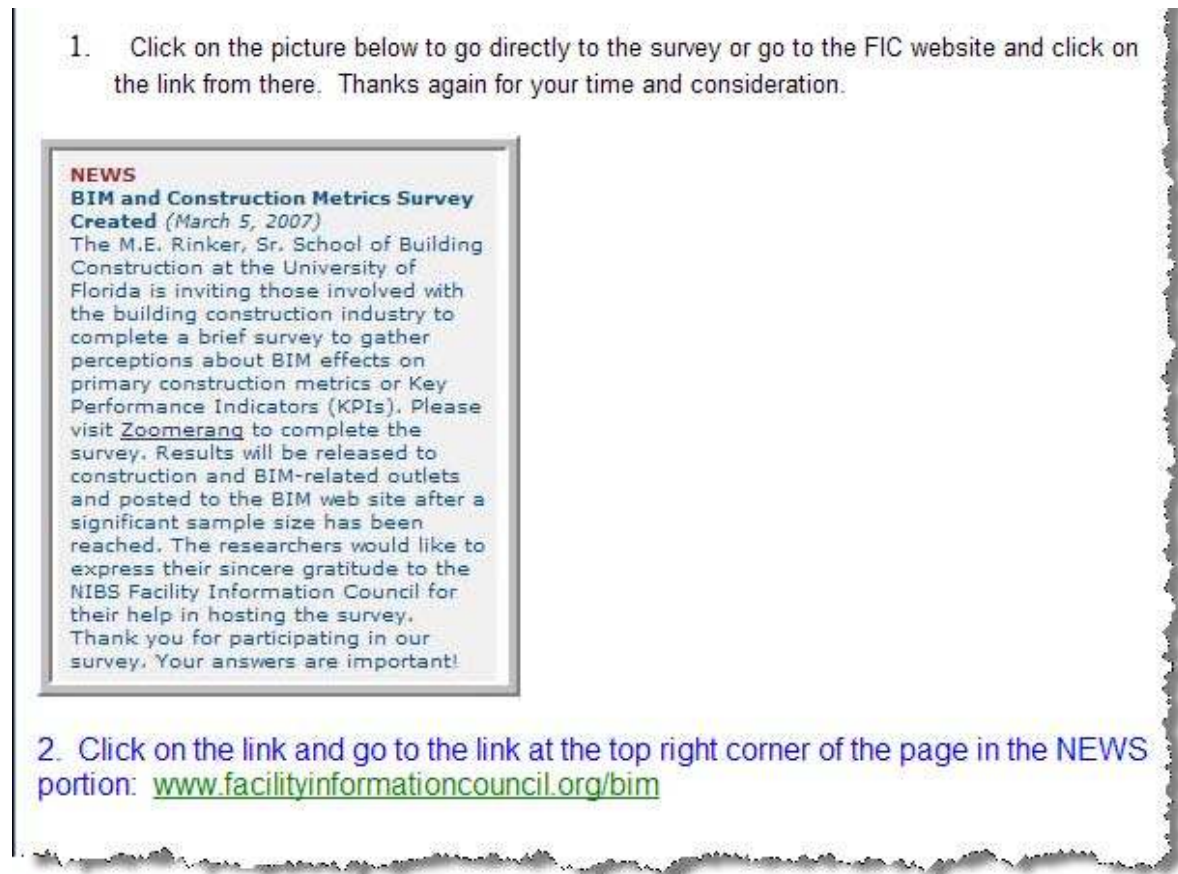 1. Click on the picture below to go directly to the survey or go to the FIC website and click on
the link from there. Thanks again for your time and consideration.
NEWS
BIM and Construction Metrics Survey
Created (March 5, 2007)
The M.E. Rinker, Sr. School of Building
Construction at the University of
Florida is inviting those involved with
the building construction industry to
complete a brief survey to gather
perceptions about BIM effects on
primary construction metrics or Key
Performance Indicators (KPIs). Please
visit Zoomerang to complete the
survey. Results will be released to
construction and BIM-related outlets
and posted to the BIM web site after a
significant sample size has been
reached. The researchers would like to
express their sincere gratitude to the
NIBS Facility Information Council for
their help in hosting the survey.
Thank you for participating in our
survey. Your answers are important!
2. Click on the link and go to the link at the top right corner of the page in the NEWS
portion: www.facilityinformationcouncil.org/bim